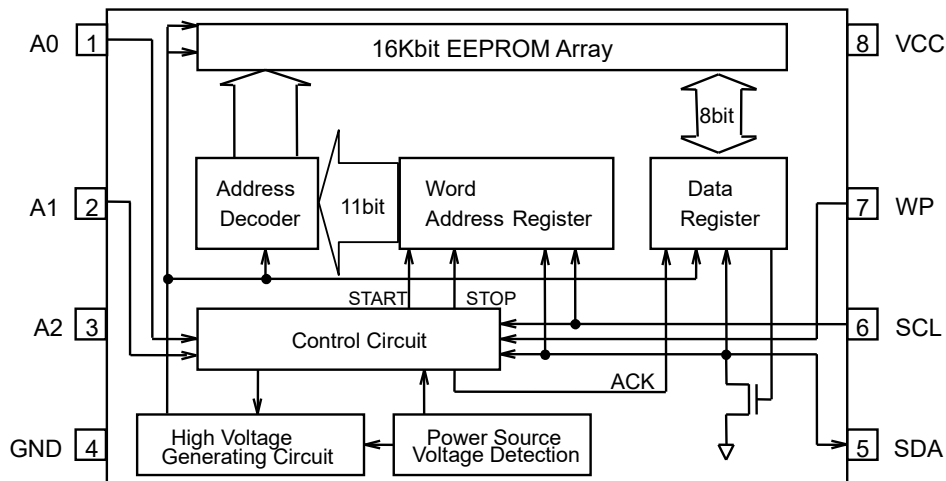 A0 1
16Kbit EEPROM Array
8 VCC
8bit
A1 2
Address
Decoder
11bit
Word
Address Register
Data
Register
7 WP
START
STOP
A2 3
Control Circuit
6 SCL
ACK
GND 4
High Voltage
Generating Circuit
Power Source
Voltage Detection
5 SDA